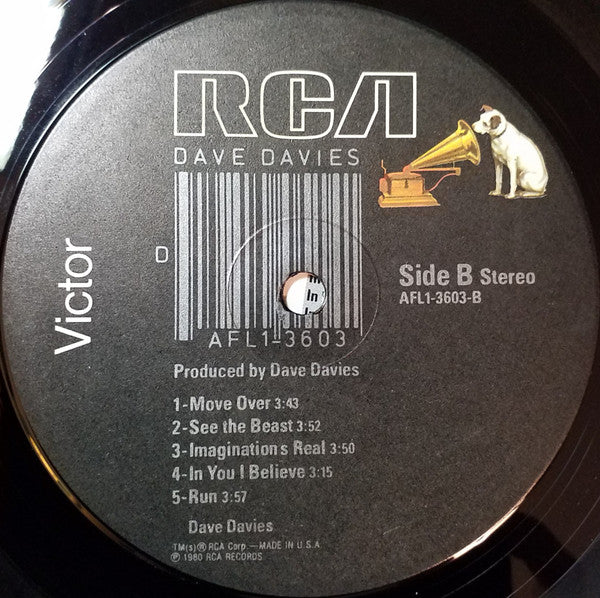 RCA
DAVE DAVIES
D
Victor
Side B Stereo
AFL1-3603-B
In
AFL1-3603
Produced by Dave Davies
1-Move Over 3:43
2-See the Beast 3:52
3-Imaginations Real 3:50
4-In You I Believe 3:15
5-Run 3:57
Dave Davies
TM(s)® RCA Corp.—MADE IN U.S.A.
℗ 1980 RCA RECORDS